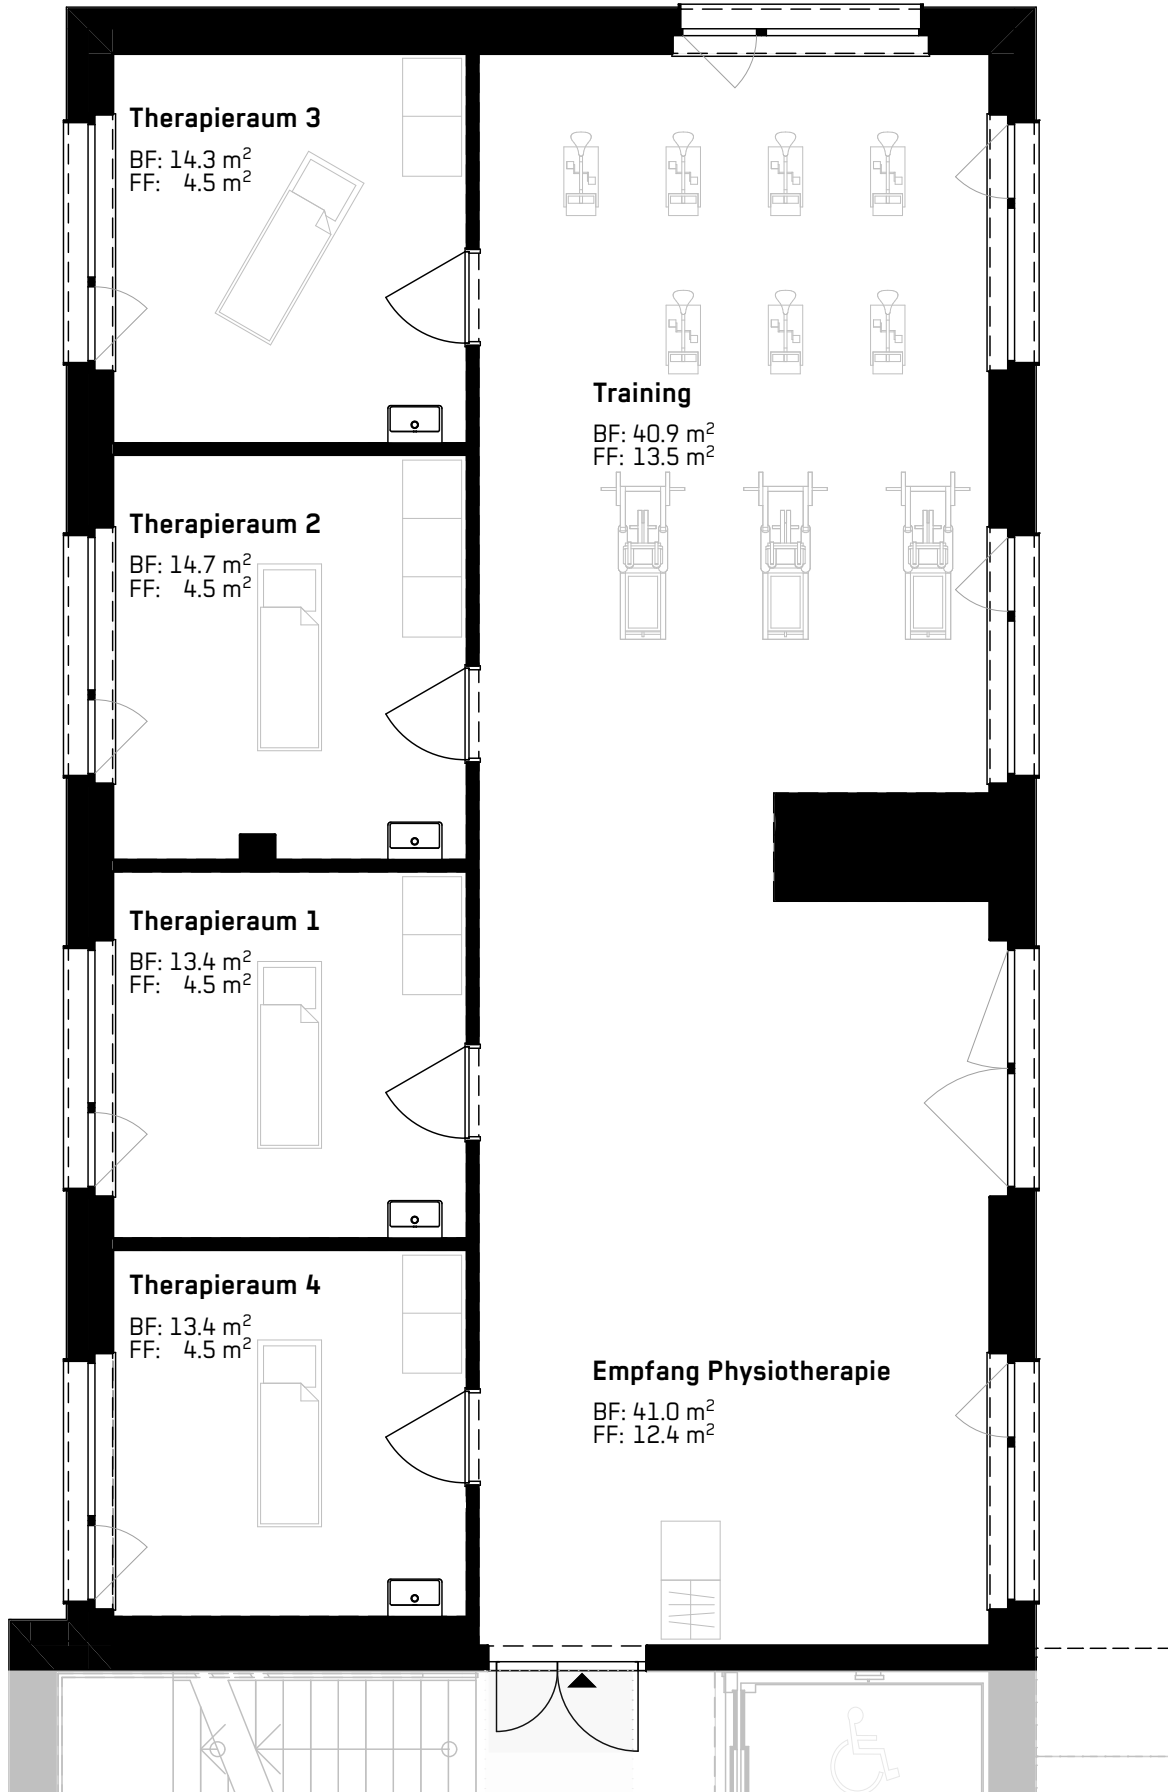 Therapieraum 3
BF: 14.3 m²
FF: 4.5 m²
Training
BF: 40.9 m²
FF: 13.5 m²
Therapieraum 2
BF: 14.7 m²
FF: 4.5 m²
Therapieraum 1
BF: 13.4 m²
FF: 4.5 m²
Therapieraum 4
BF: 13.4 m²
FF: 4.5 m²
Empfang Physiotherapie
BF: 41.0 m²
FF: 12.4 m²